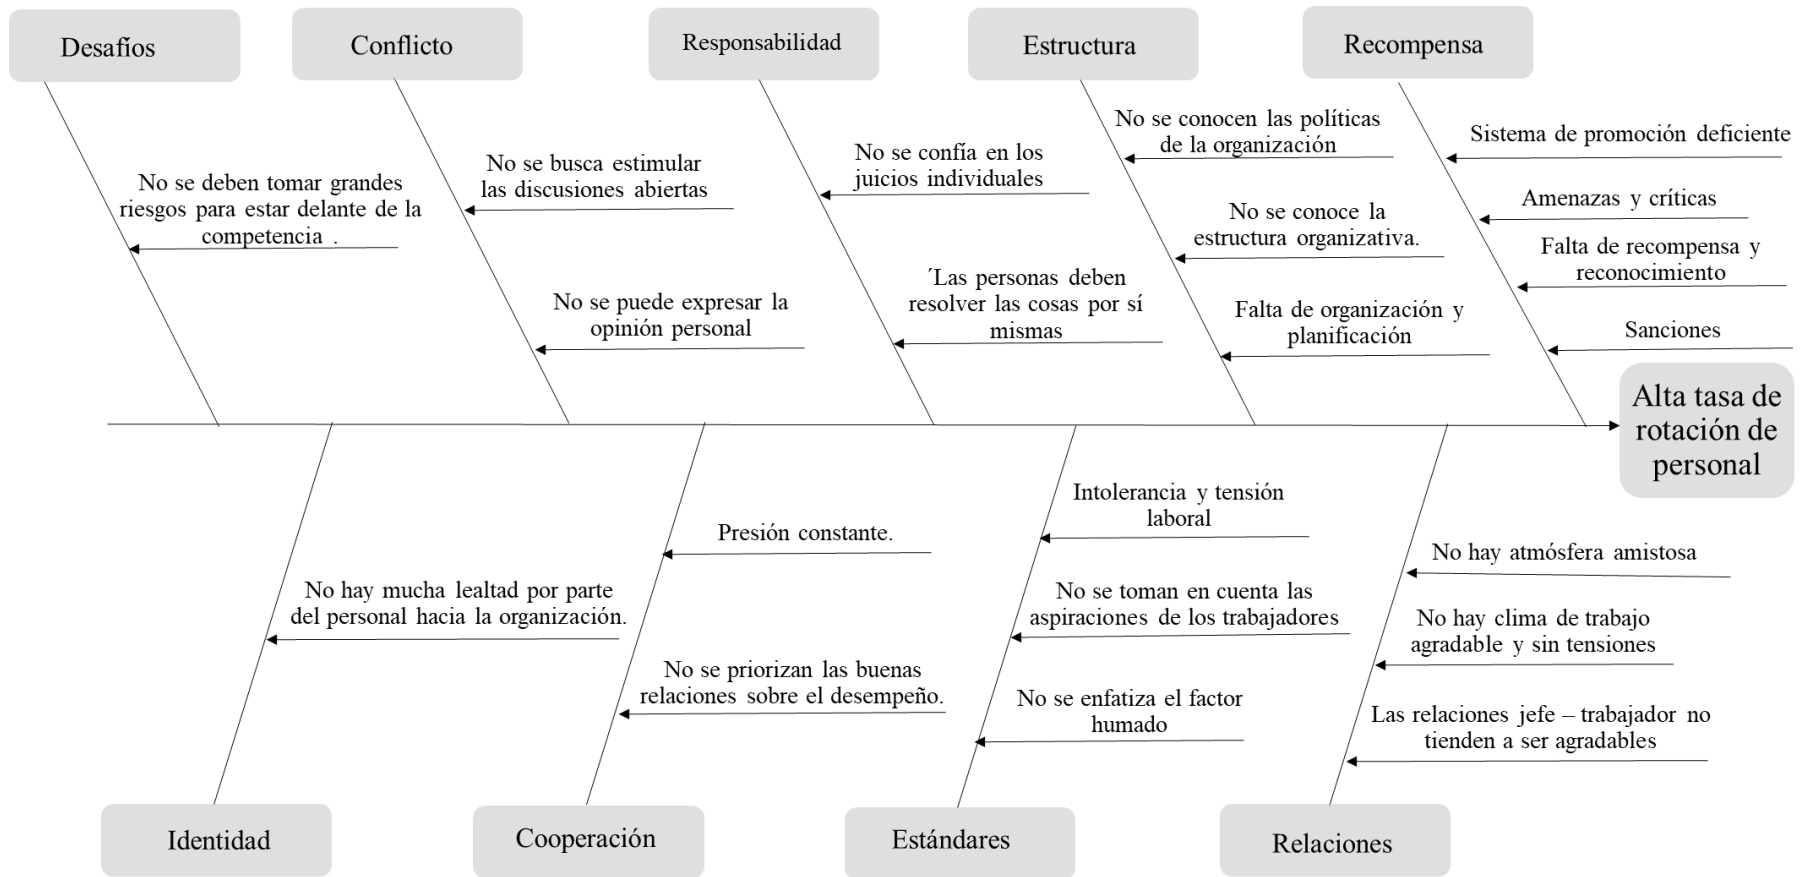 Desafíos
Conflicto
Responsabilidad
Estructura
Recompensa
No se deben tomar grandes
riesgos para estar delante de la
competencia .
No se busca estimular
las discusiones abiertas
No se puede expresar la
opinión personal
No se confía en los
juicios individuales
´Las personas deben
resolver las cosas por sí
mismas
No se conocen las políticas
de la organización
No se conoce la
estructura organizativa.
Falta de organización y
planificación
Sistema de promoción deficiente
Amenazas y críticas
Falta de recompensa y
reconocimiento
Sanciones
Alta tasa de
rotación de
personal
No hay mucha lealtad por parte
del personal hacia la organización.
Presión constante.
No se priorizan las buenas
relaciones sobre el desempeño.
Intolerancia y tensión
laboral
No se toman en cuenta las
aspiraciones de los trabajadores
No se enfatiza el factor
humado
No hay atmósfera amistosa
No hay clima de trabajo
agradable y sin tensiones
Las relaciones jefe – trabajador no
tienden a ser agradables
Identidad
Cooperación
Estándares
Relaciones